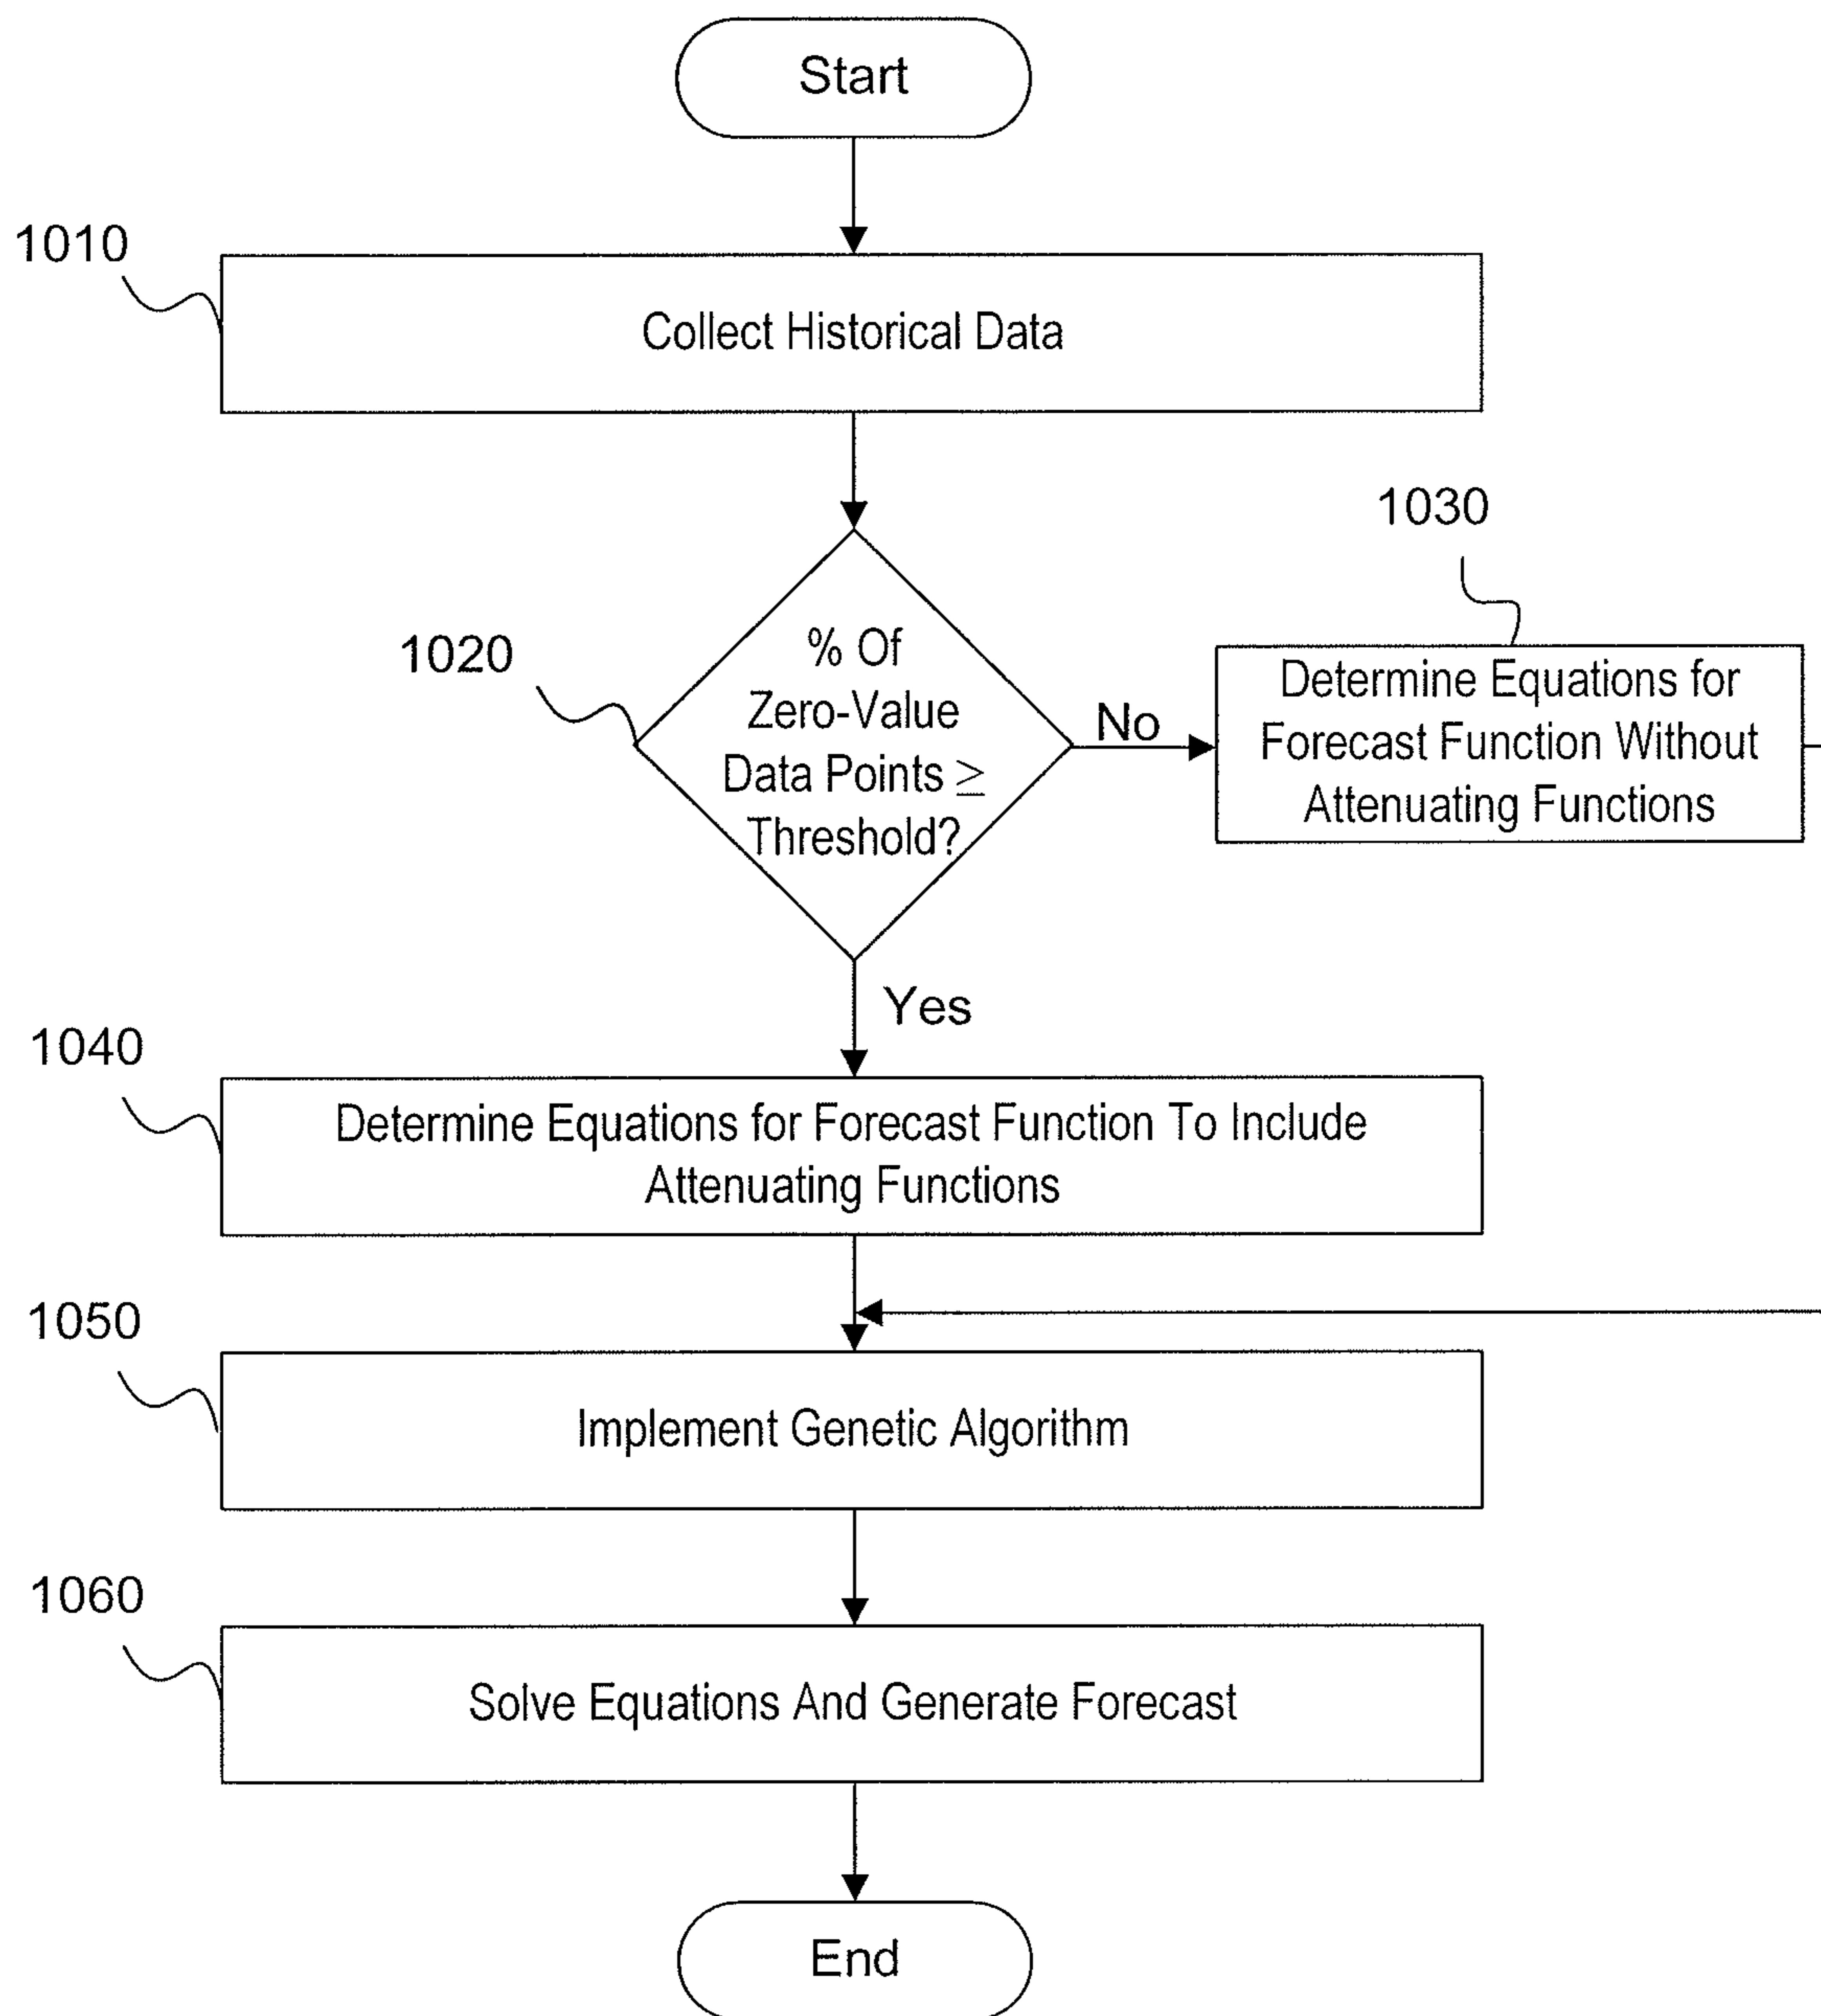 Start
1010
Collect Historical Data
1030
1020
% Of
Zero-Value
Data Points ≥
Threshold?
No
Determine Equations for
Forecast Function Without
Attenuating Functions
Yes
1040
Determine Equations for Forecast Function To Include
Attenuating Functions
1050
Implement Genetic Algorithm
1060
Solve Equations And Generate Forecast
End